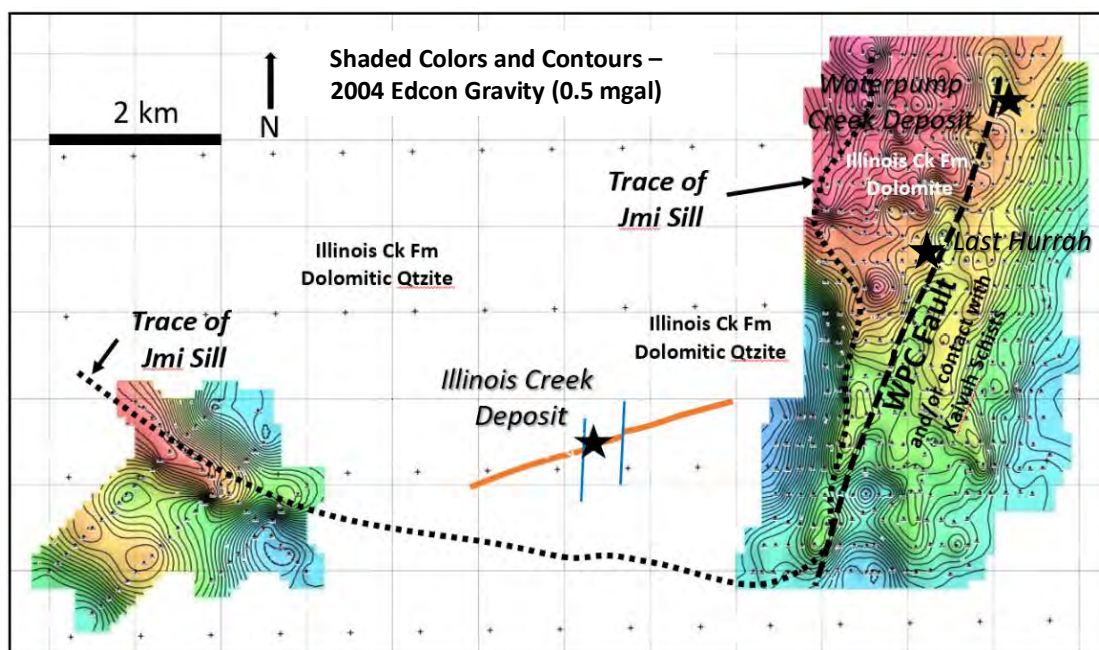 Shaded Colors and Contours –
2004 Edcon Gravity (0.5 mgal)
2 km
N
Waterpump
Creek Deposit
Illinois Ck Fm
Dolomite
Trace of
Jmi Sill
Last Hurrah
Illinois Ck Fm
Dolomitic Qtzite
Illinois Ck Fm
Dolomitic Qtzite
Trace of
Jmi Sill
WPC Fault
and/or contact with
Kaiyuh Schists
Illinois Creek
Deposit